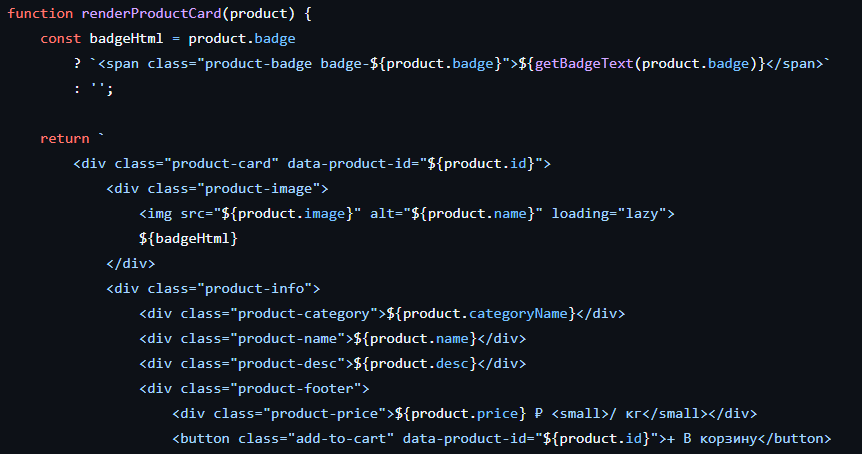 function renderProductCard(product) {
    const badgeHtml = product.badge
        ? `<span class="product-badge badge-${product.badge}">${getBadgeText(product.badge)}</span>`
        : '';

    return `
        <div class="product-card" data-product-id="${product.id}">
            <div class="product-image">
                <img src="${product.image}" alt="${product.name}" loading="lazy">
                ${badgeHtml}
            </div>
            <div class="product-info">
                <div class="product-category">${product.categoryName}</div>
                <div class="product-name">${product.name}</div>
                <div class="product-desc">${product.desc}</div>
                <div class="product-footer">
                    <div class="product-price">${product.price} ₽ <small>/ кг</small></div>
                    <button class="add-to-cart" data-product-id="${product.id}">+ В корзину</button>